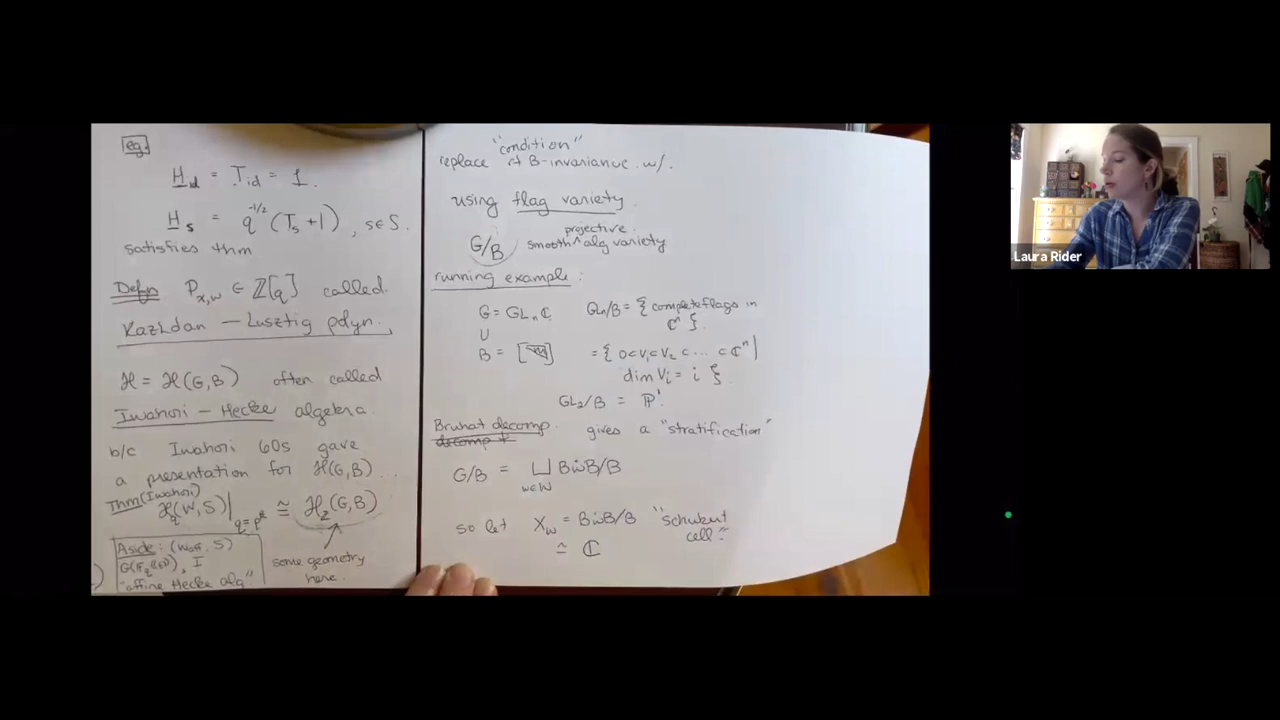 eg.
H_id = T_id = 1.
H_s = q^{-1/2} (T_s + 1), s∈S.
satisfies thm
Defn P_{x,w} ∈ ℤ[q] called
Kazhdan — Lusztig polyn.
ℋ = ℋ(G,B) often called
Iwahori - Hecke algebra.
b/c Iwahori 60s gave
a presentation for ℋ(G,B) ...
Thm (Iwahori)
ℋ_q(W,S)|_{q=p^k} ≅ ℋ_ℤ(G,B)
some geometry
here.
Aside: (W_aff, S)
"affine Hecke alg"
"condition"
replace rt B-invariance w/.
using flag variety.
G/B smooth projective alg variety
running example:
G = GL_n ℂ GL_n/B = { complete flags in
ℂ^n }.
∪
B = = { 0⊂V_1⊂V_2 ⊂ ... ⊂ ℂ^n |
dim V_i = i }.
GL_2/B = ℙ^1.
Bruhat decomp. gives a "stratification"
G/B = ⊔_{w∈W} BẇB/B
so let X_w = BẇB/B "schubert
cell."
≅ ℂ
Laura Rider